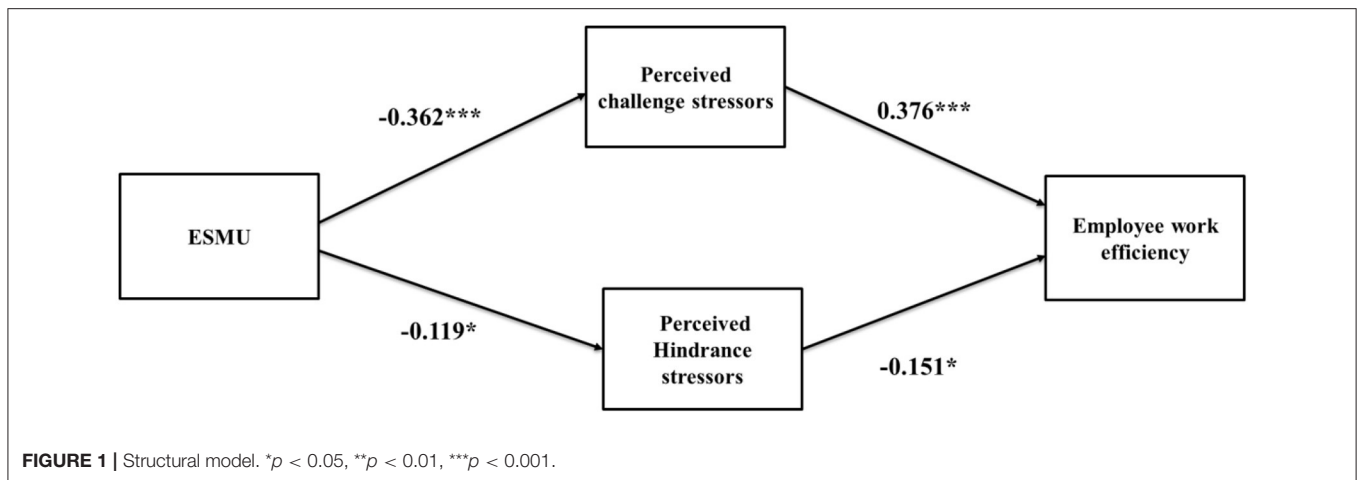 Perceived
challenge stressors
-0.362***
0.376***
ESMU
Employee work
efficiency
-0.119*
Perceived
Hindrance
stressors
-0.151*
FIGURE 1 | Structural model. *p < 0.05, **p < 0.01, ***p < 0.001.